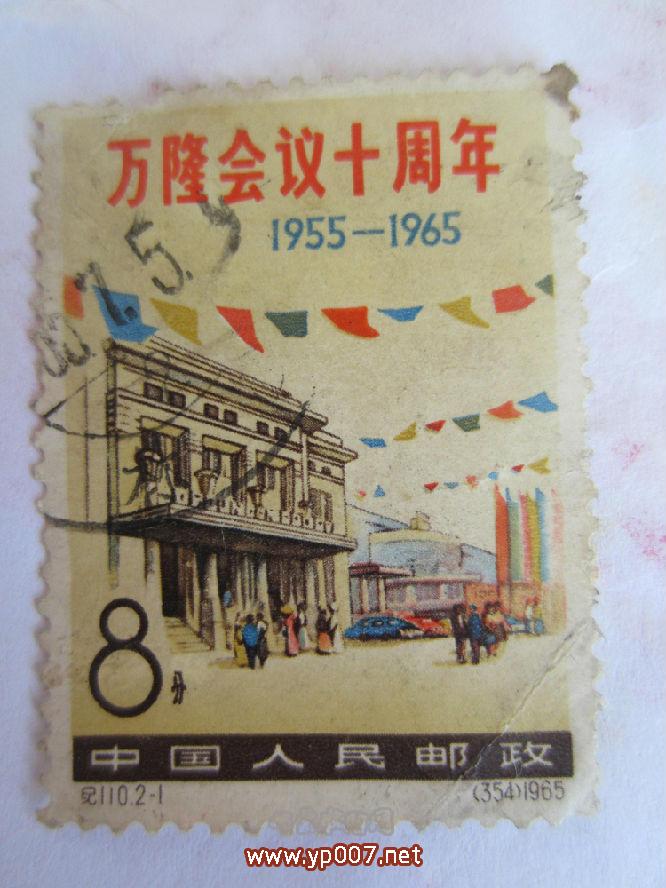 万隆会议十周年
1955—1965
8分
中国人民邮政
纪110.2-1 (354)1965
www.yp007.net